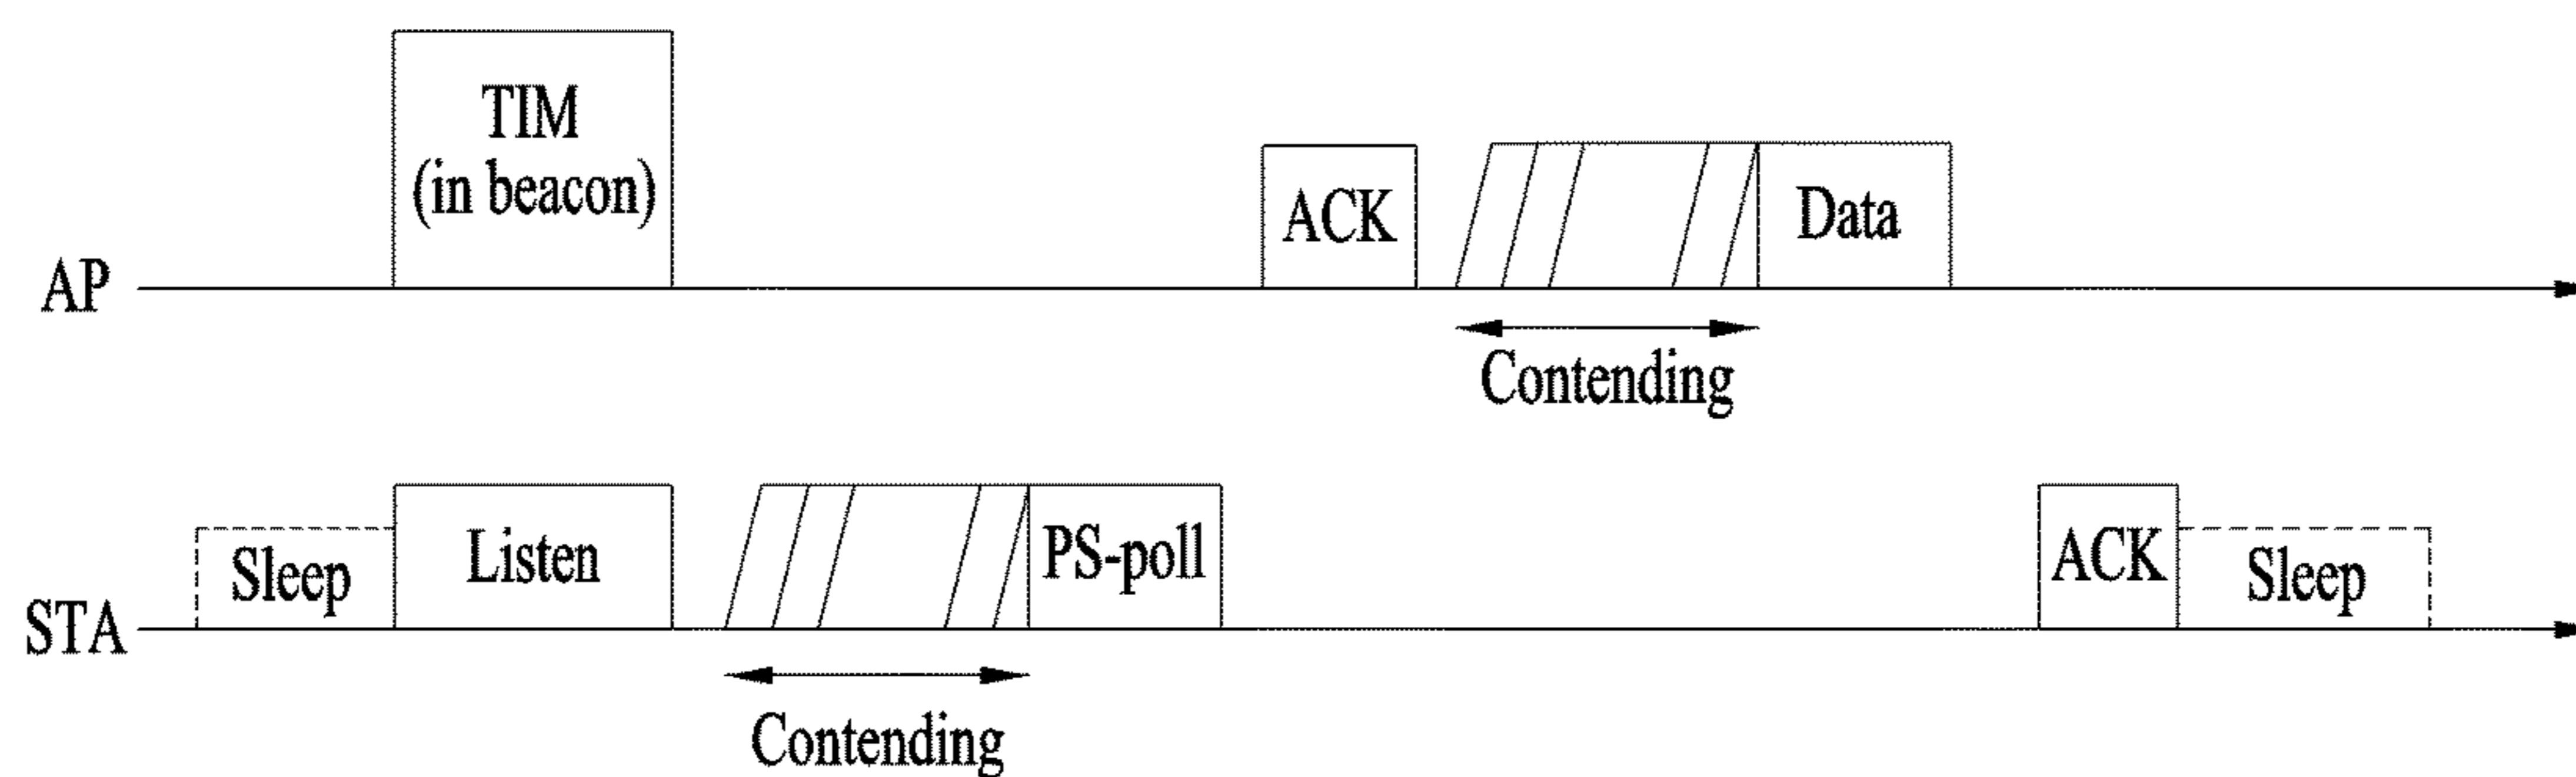 TIM
(in beacon)
ACK
Data
AP
Contending
Sleep
Listen
PS-poll
ACK
Sleep
STA
Contending